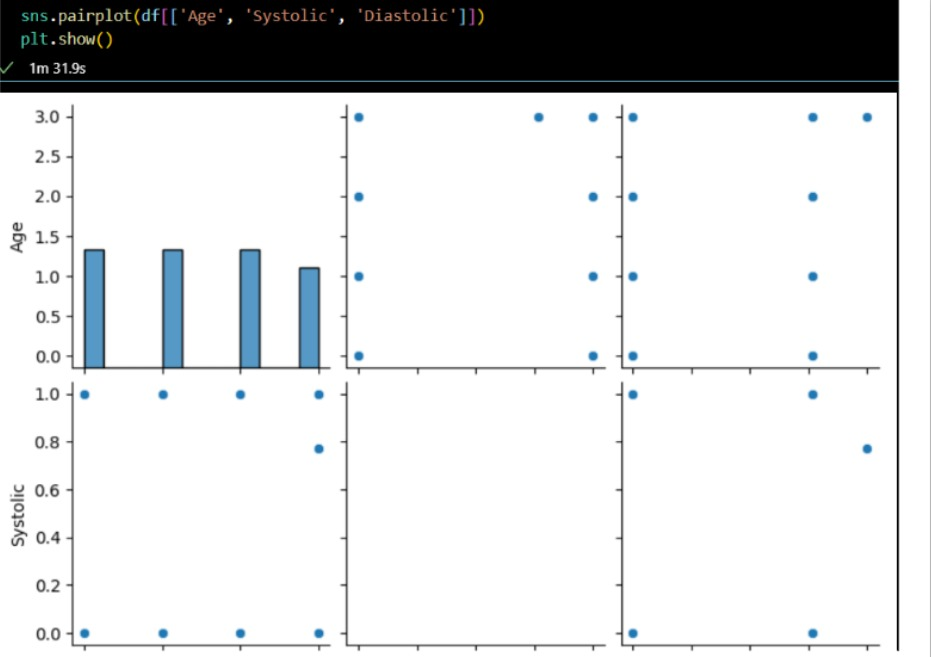 sns.pairplot(df[['Age', 'Systolic', 'Diastolic']])
plt.show()
✓ 1m 31.9s
3.0
2.5
2.0
1.5
1.0
0.5
0.0
Age
1.0
0.8
0.6
0.4
0.2
0.0
Systolic